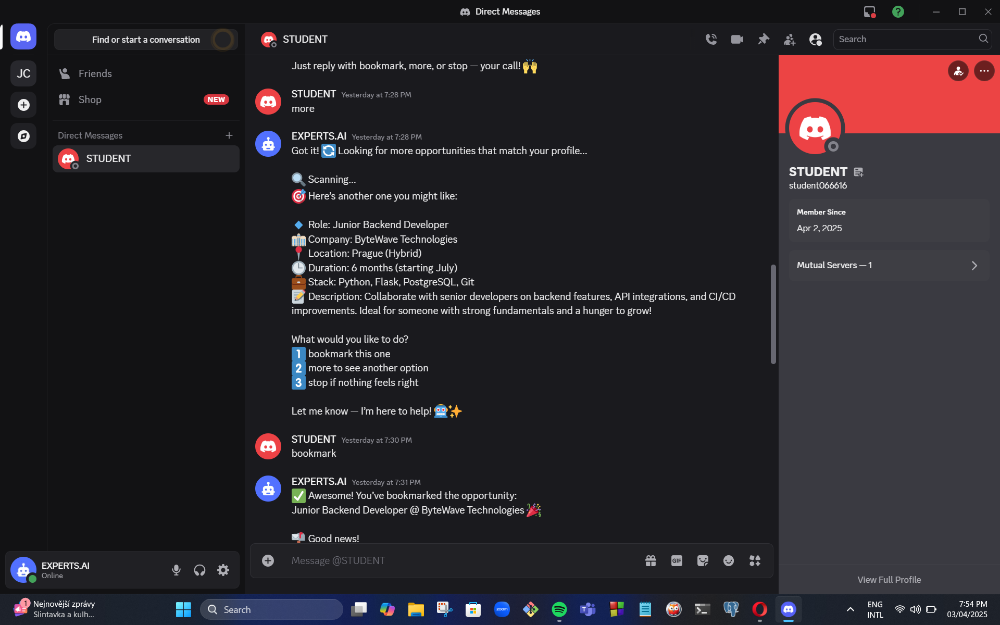 Direct Messages
Find or start a conversation
STUDENT
Search
JC
Friends
Shop
NEW
Direct Messages
STUDENT
Just reply with bookmark, more, or stop — your call! 🙌
STUDENT Yesterday at 7:28 PM
more
EXPERTS.AI Yesterday at 7:28 PM
Got it! 🔄 Looking for more opportunities that match your profile...
🔍 Scanning...
🎯 Here’s another one you might like:
🔹 Role: Junior Backend Developer
🏛️ Company: ByteWave Technologies
📍 Location: Prague (Hybrid)
🕒 Duration: 6 months (starting July)
💼 Stack: Python, Flask, PostgreSQL, Git
📝 Description: Collaborate with senior developers on backend features, API integrations, and CI/CD
improvements. Ideal for someone with strong fundamentals and a hunger to grow!
What would you like to do?
1 bookmark this one
2 more to see another option
3 stop if nothing feels right
Let me know — I’m here to help! 🤖✨
STUDENT Yesterday at 7:30 PM
bookmark
EXPERTS.AI Yesterday at 7:31 PM
✅ Awesome! You’ve bookmarked the opportunity:
Junior Backend Developer @ ByteWave Technologies 🎉
📬 Good news!
Message @STUDENT
GIF
STUDENT
student066616
Member Since
Apr 2, 2025
Mutual Servers — 1
View Full Profile
EXPERTS.AI
Online
1
Nejnovější zprávy
Slintavka a kulh...
Search
zoom
ENG
INTL
7:54 PM
03/04/2025